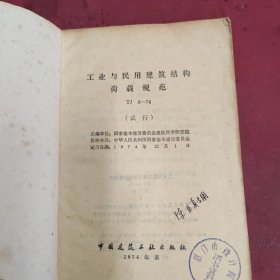 工业与民用建筑结构
荷载规范
TJ 9—74
（试行）
主编单位：国家基本建设委员会建筑科学研究院
批准单位：中华人民共和国国家基本建设委员会
试行日期：1974年12月1日
中国建筑工业出版社
1974 北京